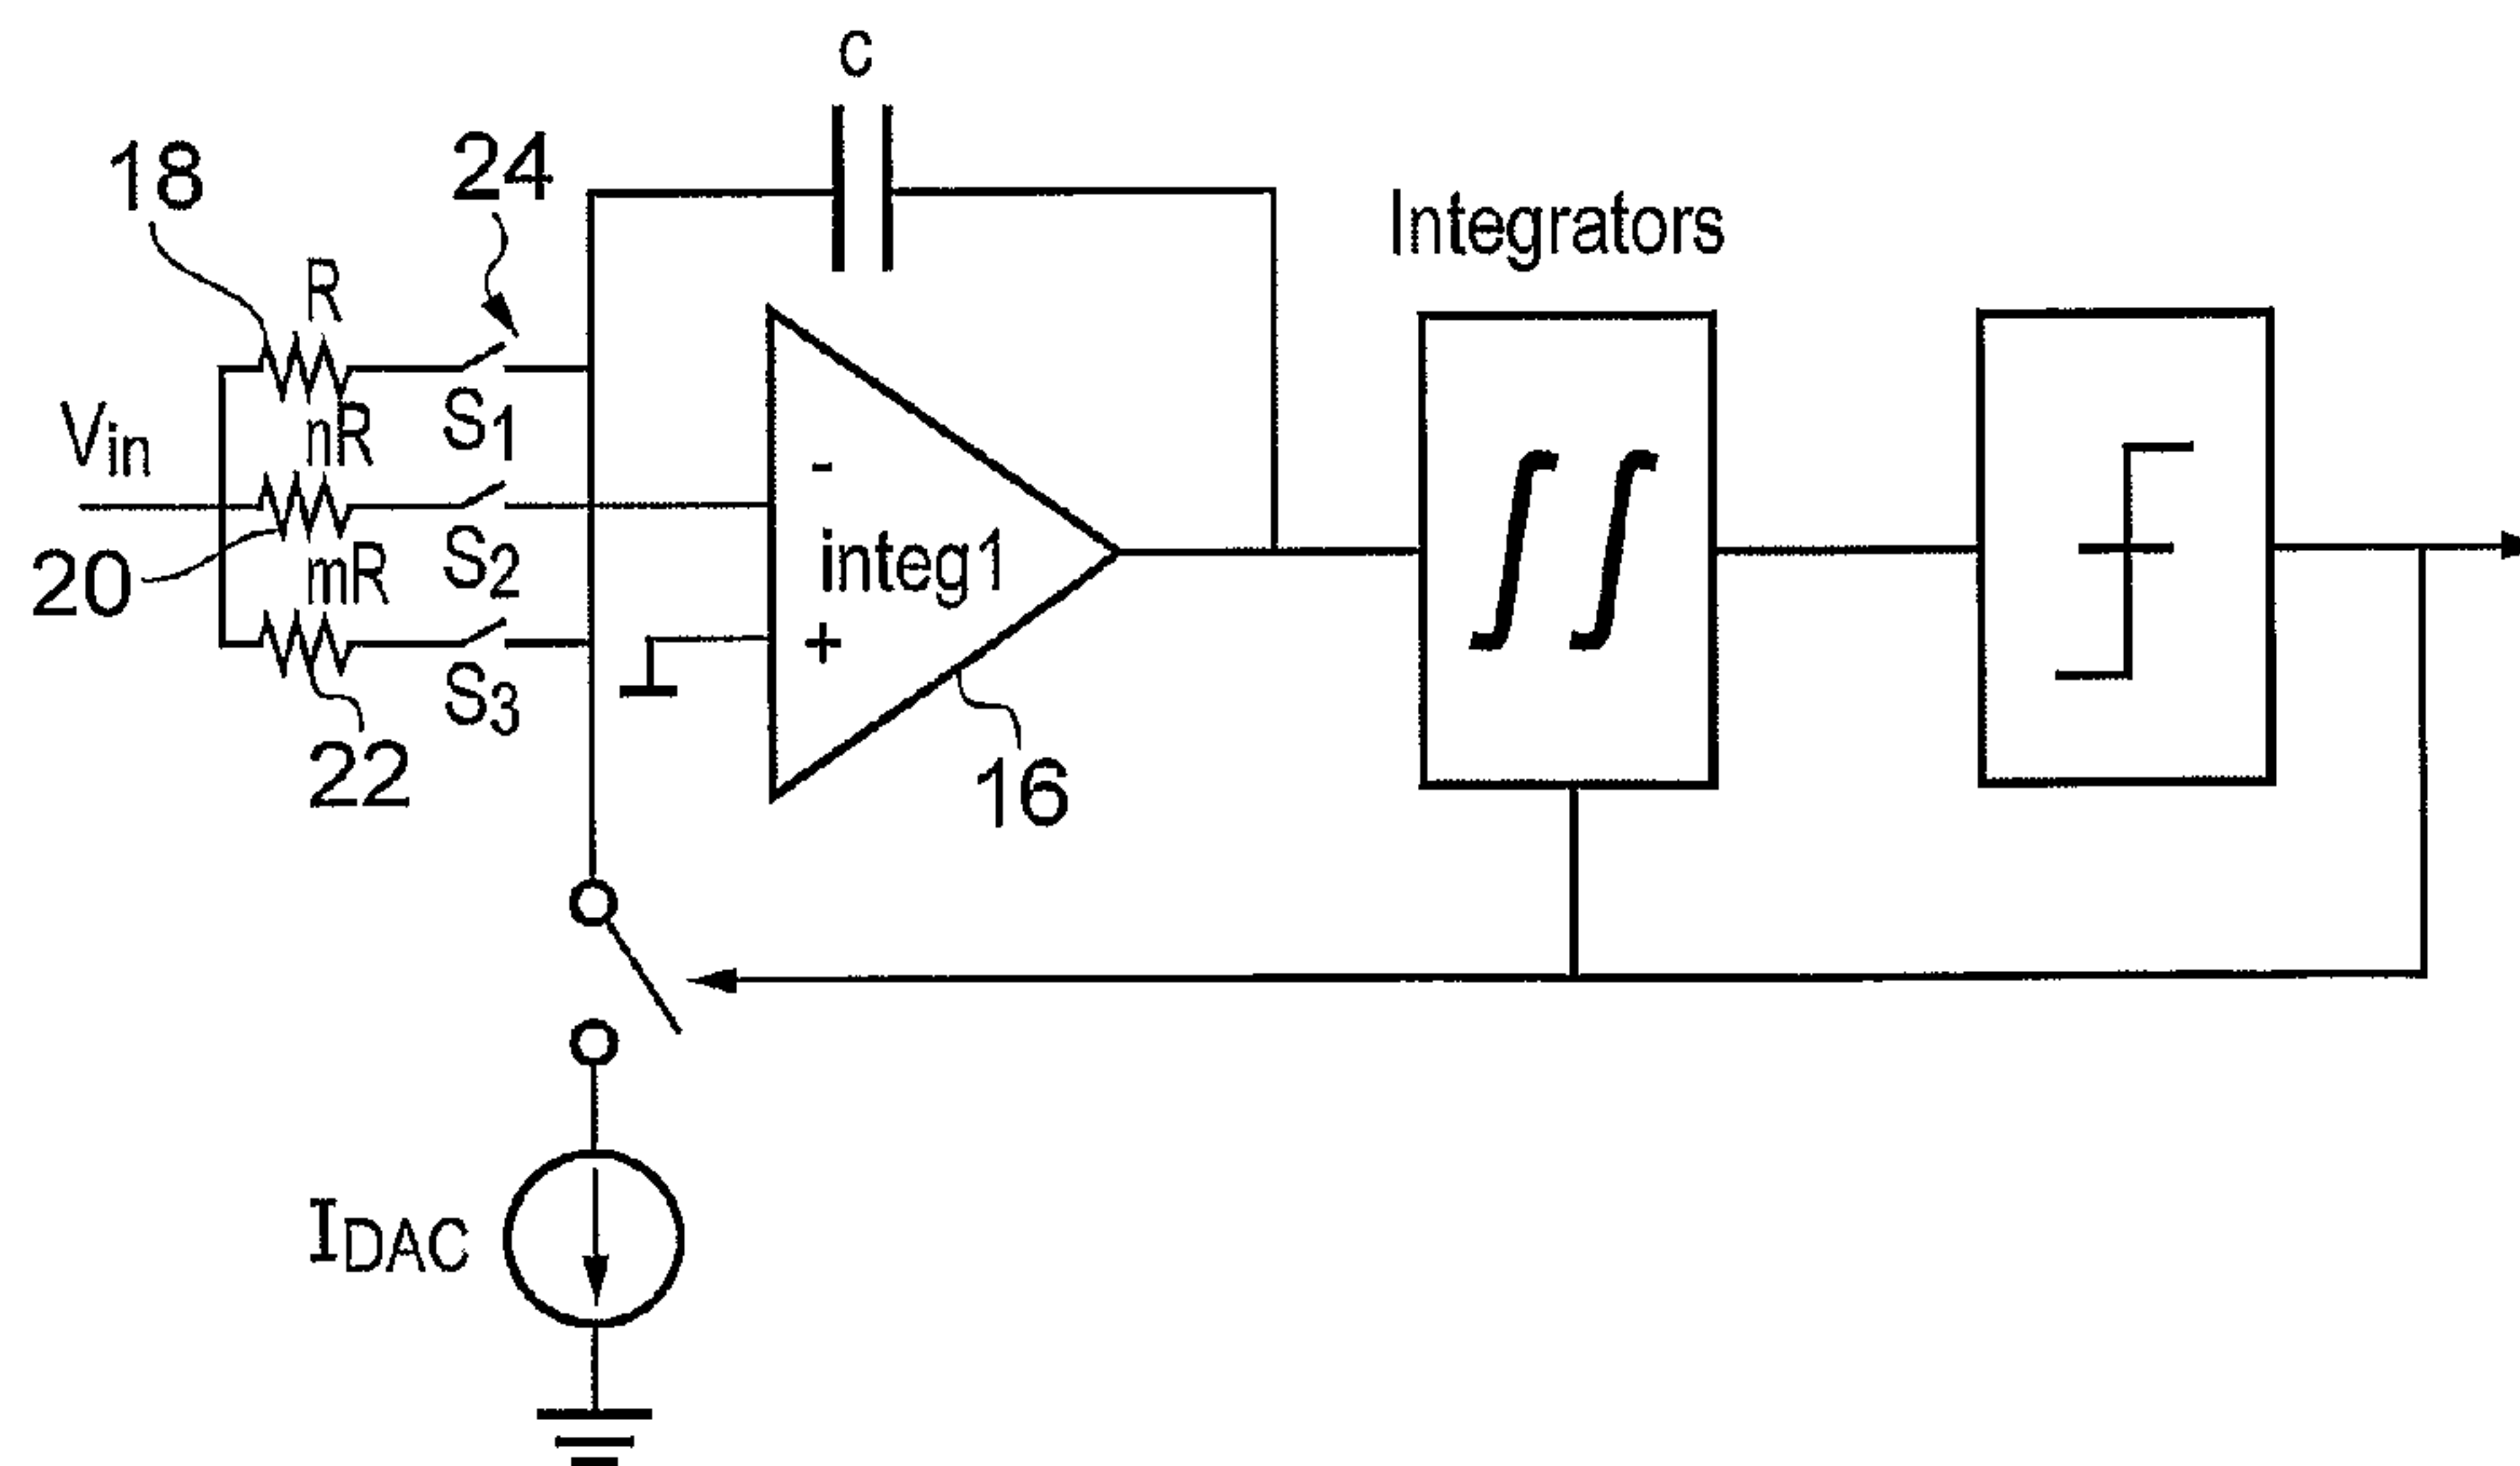 C
18
24
Integrators
R
Vin
nR
S1
-
integ1
20
mR
S2
+
S3
22
16
IDAC